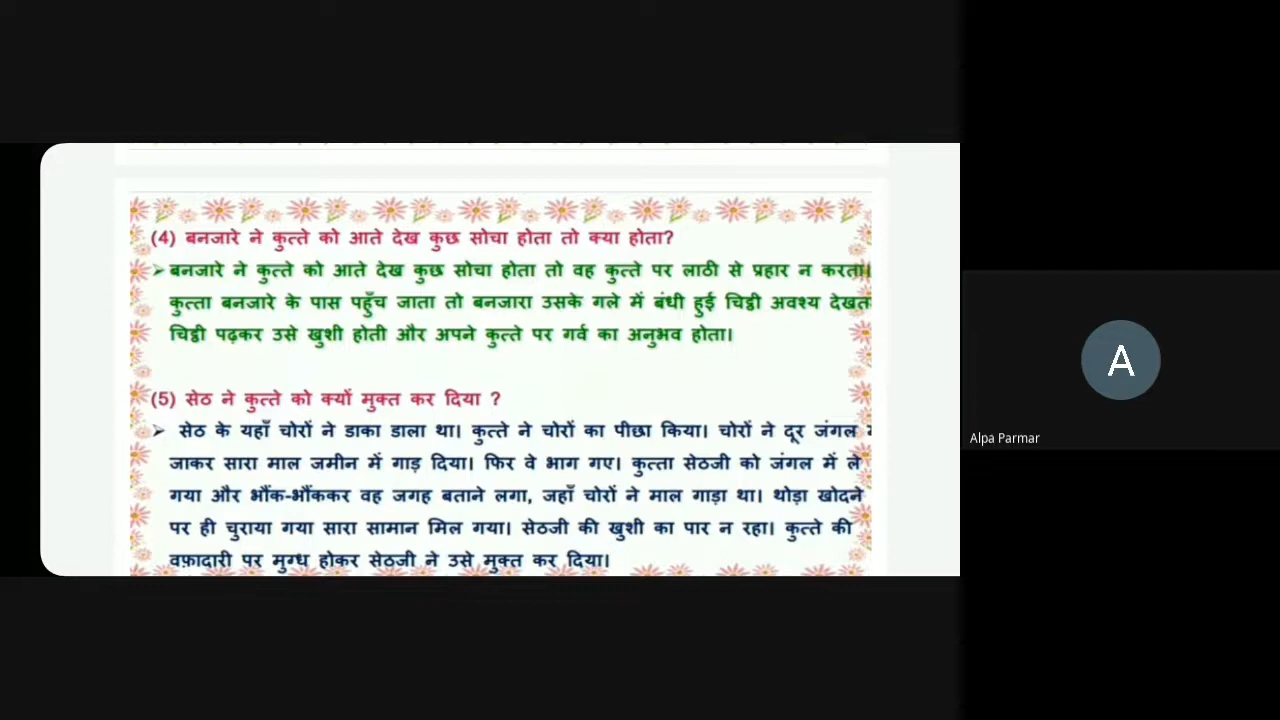 (4) बनजारे ने कुत्ते को आते देख कुछ सोचा होता तो क्या होता?
➢ बनजारे ने कुत्ते को आते देख कुछ सोचा होता तो वह कुत्ते पर लाठी से प्रहार न करता।
कुत्ता बनजारे के पास पहुँच जाता तो बनजारा उसके गले में बंधी हुई चिट्ठी अवश्य देखत
चिट्ठी पढ़कर उसे खुशी होती और अपने कुत्ते पर गर्व का अनुभव होता।
(5) सेठ ने कुत्ते को क्यों मुक्त कर दिया ?
➢ सेठ के यहाँ चोरों ने डाका डाला था। कुत्ते ने चोरों का पीछा किया। चोरों ने दूर जंगल
जाकर सारा माल जमीन में गाड़ दिया। फिर वे भाग गए। कुत्ता सेठजी को जंगल में ले
गया और भौंक-भौंककर वह जगह बताने लगा, जहाँ चोरों ने माल गाड़ा था। थोड़ा खोदने
पर ही चुराया गया सारा सामान मिल गया। सेठजी की खुशी का पार न रहा। कुत्ते की
वफ़ादारी पर मुग्ध होकर सेठजी ने उसे मुक्त कर दिया।
A
Alpa Parmar